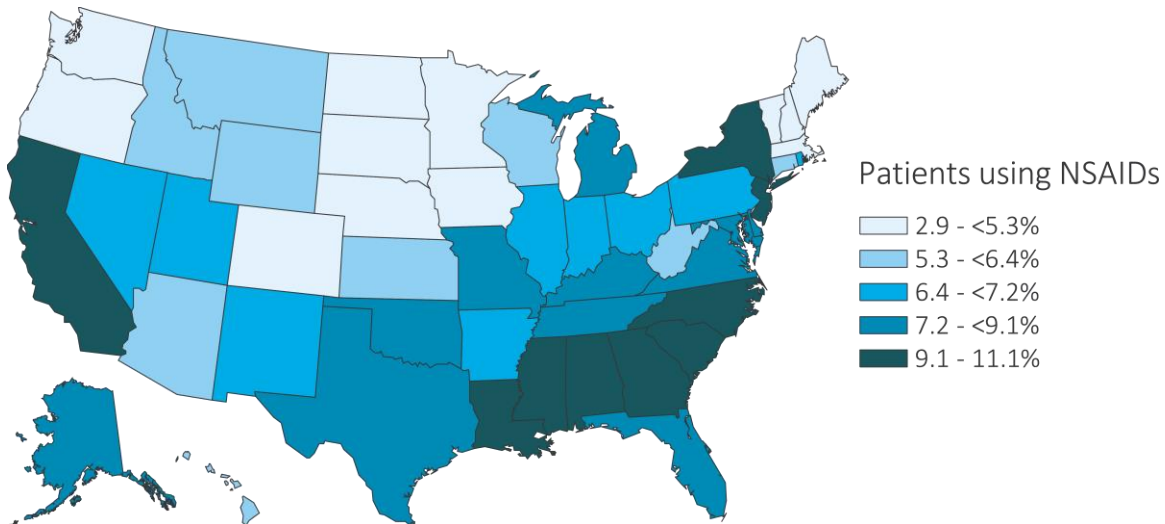 Patients using NSAIDs
2.9 - <5.3%
5.3 - <6.4%
6.4 - <7.2%
7.2 - <9.1%
9.1 - 11.1%